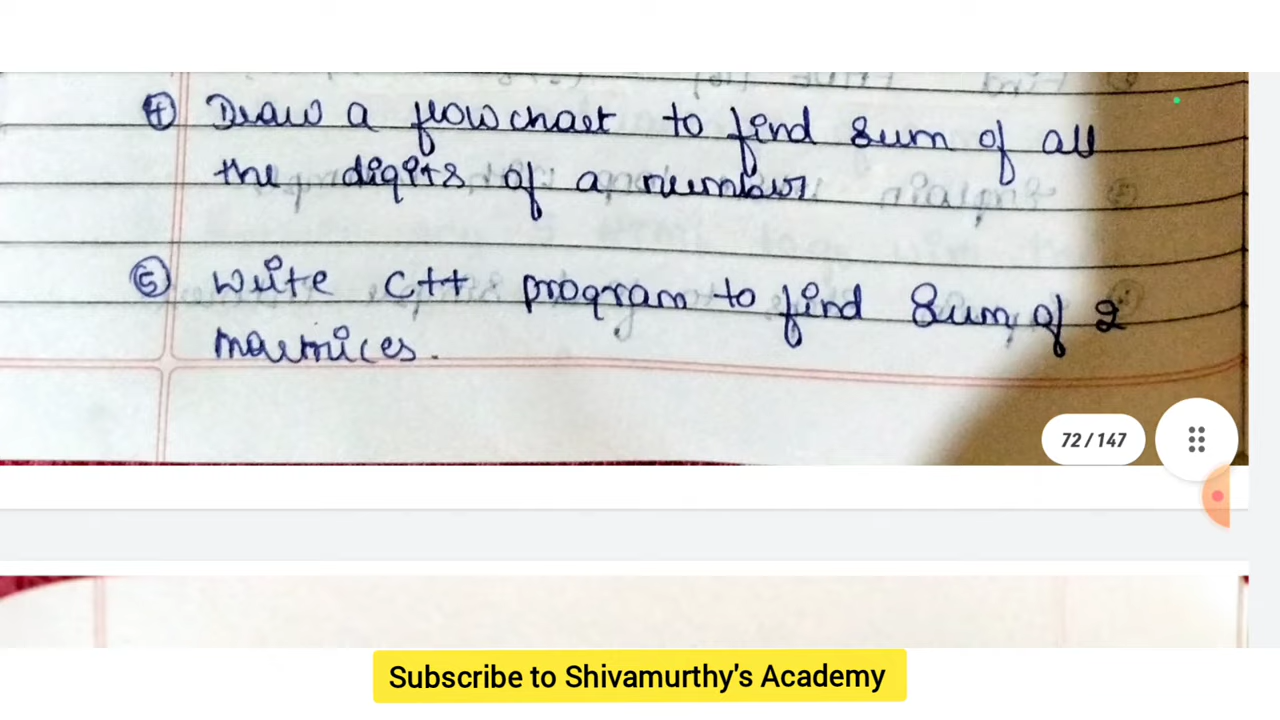 ④ Draw a flowchart to find sum of all
the digits of a number.
⑤ Write C++ program to find Sum of 2
matrices.
72 / 147
Subscribe to Shivamurthy's Academy